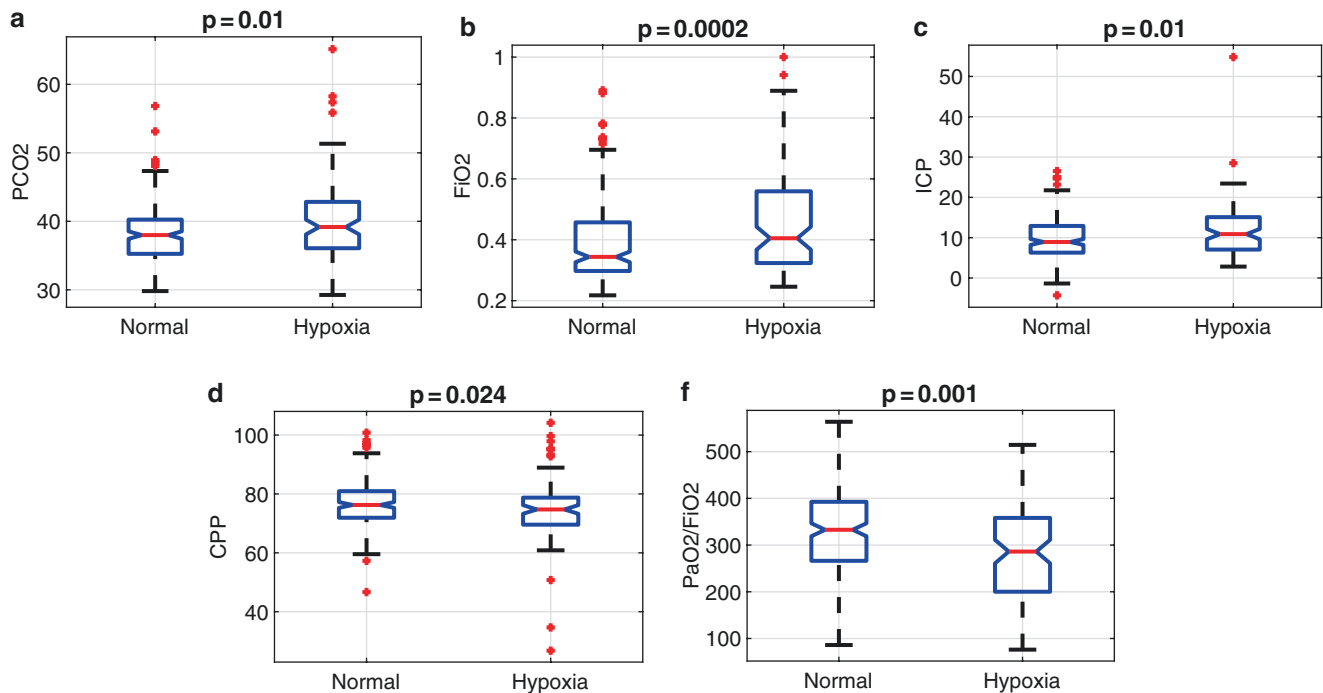 a
p = 0.01
PCO2
60
50
40
30
Normal Hypoxia
b
p = 0.0002
FiO2
1
0.8
0.6
0.4
0.2
Normal Hypoxia
c
p = 0.01
ICP
50
40
30
20
10
0
Normal Hypoxia
d
p = 0.024
CPP
100
80
60
40
Normal Hypoxia
f
p = 0.001
PaO2/FiO2
500
400
300
200
100
Normal Hypoxia